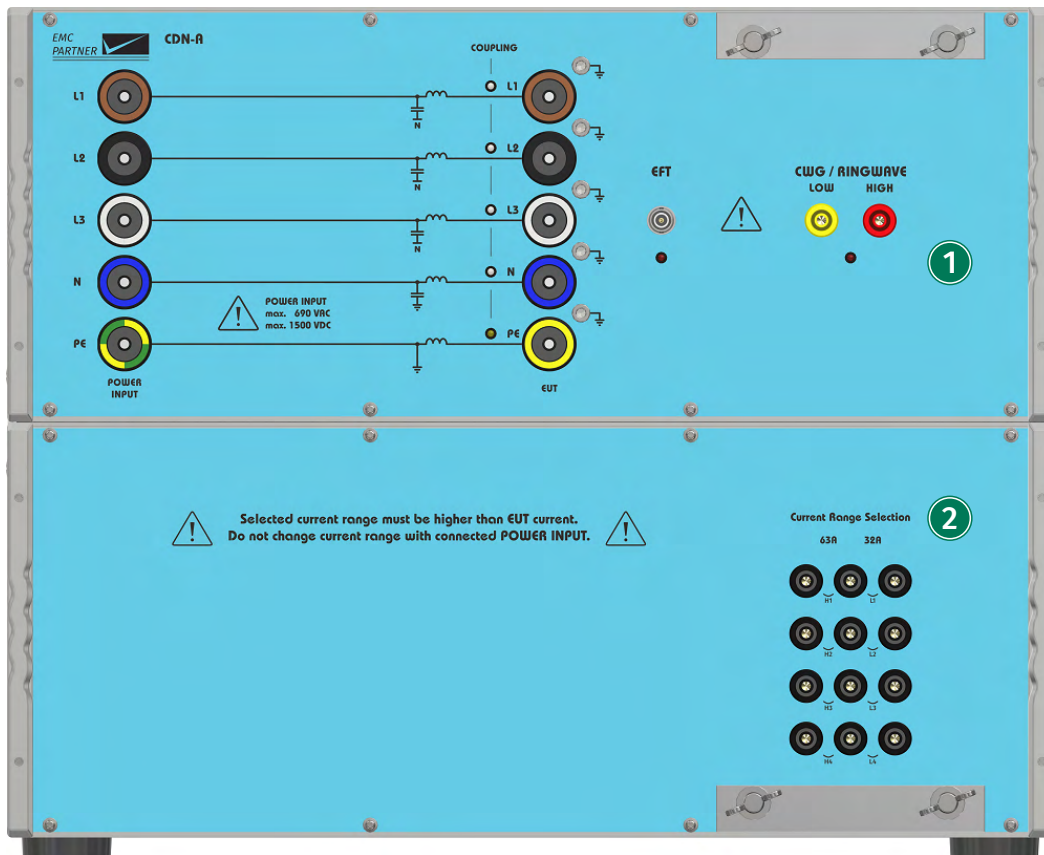 EMC
PARTNER
CDN-A
COUPLING
L1
L1
L2
L2
L3
L3
N
N
PE
PE
N
N
N
POWER INPUT
max. 690 VAC
max. 1500 VDC
POWER
INPUT
EUT
EFT
CWG / RINGWAVE
LOW HIGH
1
Selected current range must be higher than EUT current.
Do not change current range with connected POWER INPUT.
Current Range Selection
2
63A 32A
H1 L1
H2 L2
H3 L3
H4 L4